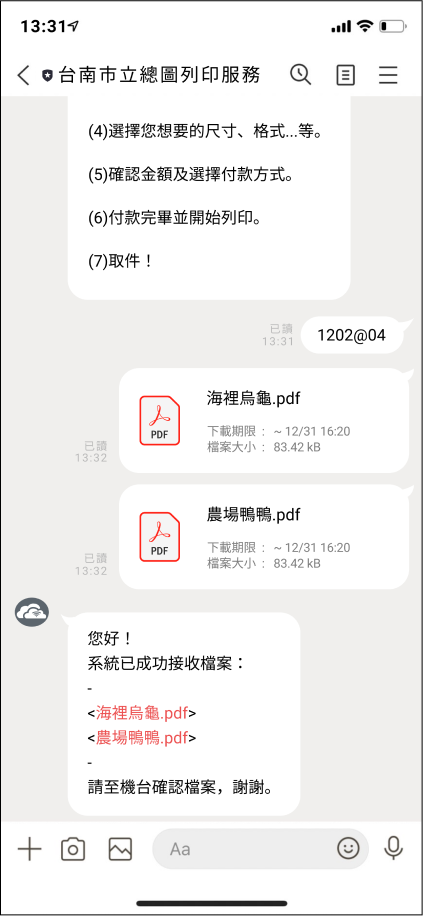 13:31
台南市立總圖列印服務
(4)選擇您想要的尺寸、格式...等。
(5)確認金額及選擇付款方式。
(6)付款完畢並開始列印。
(7)取件！
已讀
13:31
1202@04
PDF
海裡烏龜.pdf
下載期限：～12/31 16:20
檔案大小：83.42 kB
已讀
13:32
PDF
農場鴨鴨.pdf
下載期限：～12/31 16:20
檔案大小：83.42 kB
已讀
13:32
您好！
系統已成功接收檔案：
-
<海裡烏龜.pdf>
<農場鴨鴨.pdf>
-
請至機台確認檔案，謝謝。
Aa